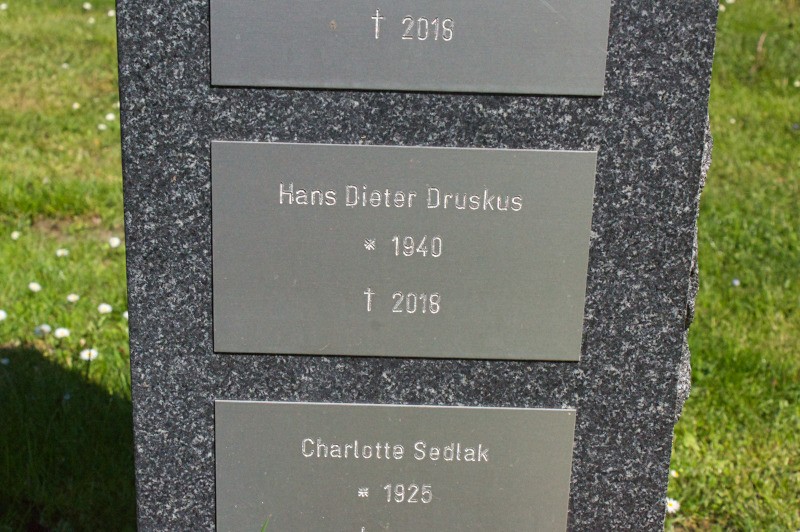 † 2018
Hans Dieter Druskus
* 1940
† 2018
Charlotte Sedlak
* 1925